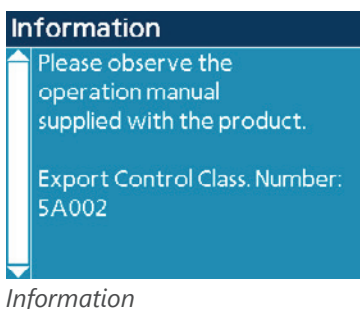 Information
Please observe the
operation manual
supplied with the product.
Export Control Class. Number:
5A002
Information